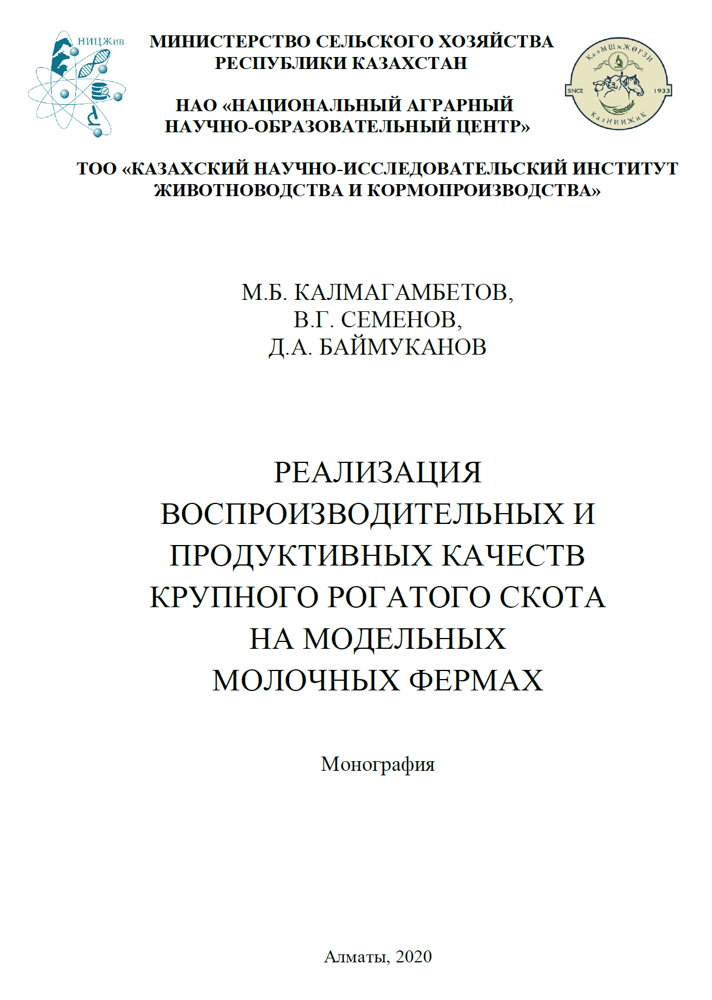 НИЦЖив
МИНИСТЕРСТВО СЕЛЬСКОГО ХОЗЯЙСТВА
РЕСПУБЛИКИ КАЗАХСТАН
НАО «НАЦИОНАЛЬНЫЙ АГРАРНЫЙ
НАУЧНО-ОБРАЗОВАТЕЛЬНЫЙ ЦЕНТР»
КазМШжЖӨҒЗИ
SINCE 1933
КазНИИЖиК
ТОО «КАЗАХСКИЙ НАУЧНО-ИССЛЕДОВАТЕЛЬСКИЙ ИНСТИТУТ
ЖИВОТНОВОДСТВА И КОРМОПРОИЗВОДСТВА»
М.Б. КАЛМАГАМБЕТОВ,
В.Г. СЕМЕНОВ,
Д.А. БАЙМУКАНОВ
РЕАЛИЗАЦИЯ
ВОСПРОИЗВОДИТЕЛЬНЫХ И
ПРОДУКТИВНЫХ КАЧЕСТВ
КРУПНОГО РОГАТОГО СКОТА
НА МОДЕЛЬНЫХ
МОЛОЧНЫХ ФЕРМАХ
Монография
Алматы, 2020